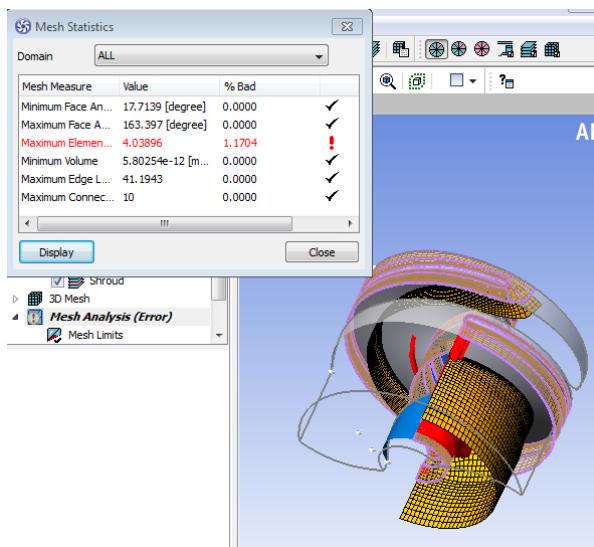 Mesh Statistics
Domain ALL
Mesh Measure Value % Bad
Minimum Face An... 17.7139 [degree] 0.0000
Maximum Face A... 163.397 [degree] 0.0000
Maximum Elemen... 4.03896 1.1704
Minimum Volume 5.80254e-12 [m... 0.0000
Maximum Edge L... 41.1943 0.0000
Maximum Connec... 10 0.0000
Display Close
Shroud
3D Mesh
Mesh Analysis (Error)
Mesh Limits